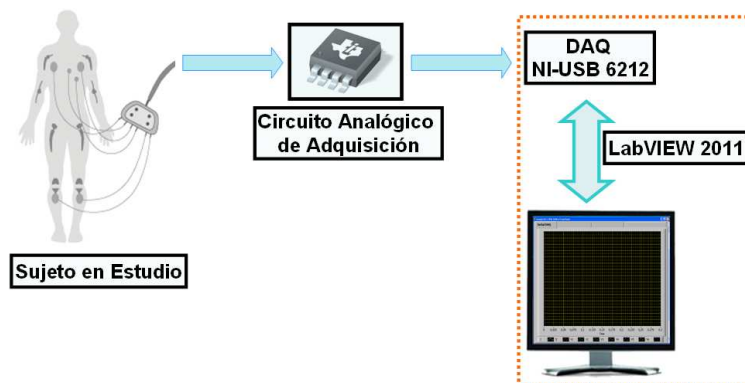 Sujeto en Estudio
Circuito Analógico
de Adquisición
DAQ
NI-USB 6212
LabVIEW 2011